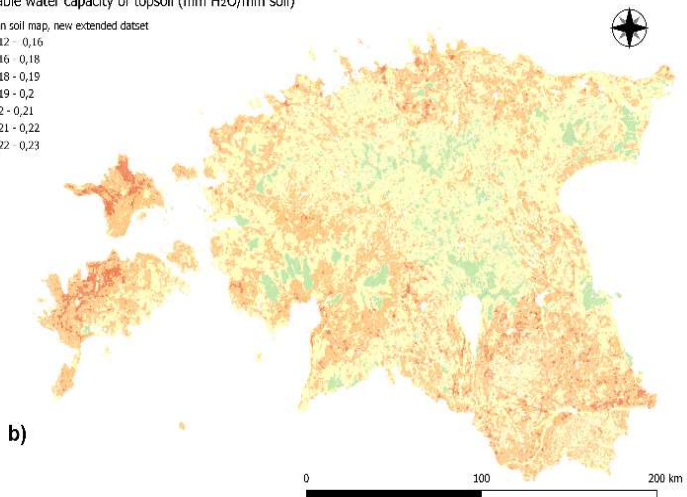 able water capacity of topsoil (mm H2O/mm soil)
n soil map, new extended datset
12 - 0,16
16 - 0,18
18 - 0,19
19 - 0,2
2 - 0,21
21 - 0,22
22 - 0,23
b)
0 100 200 km